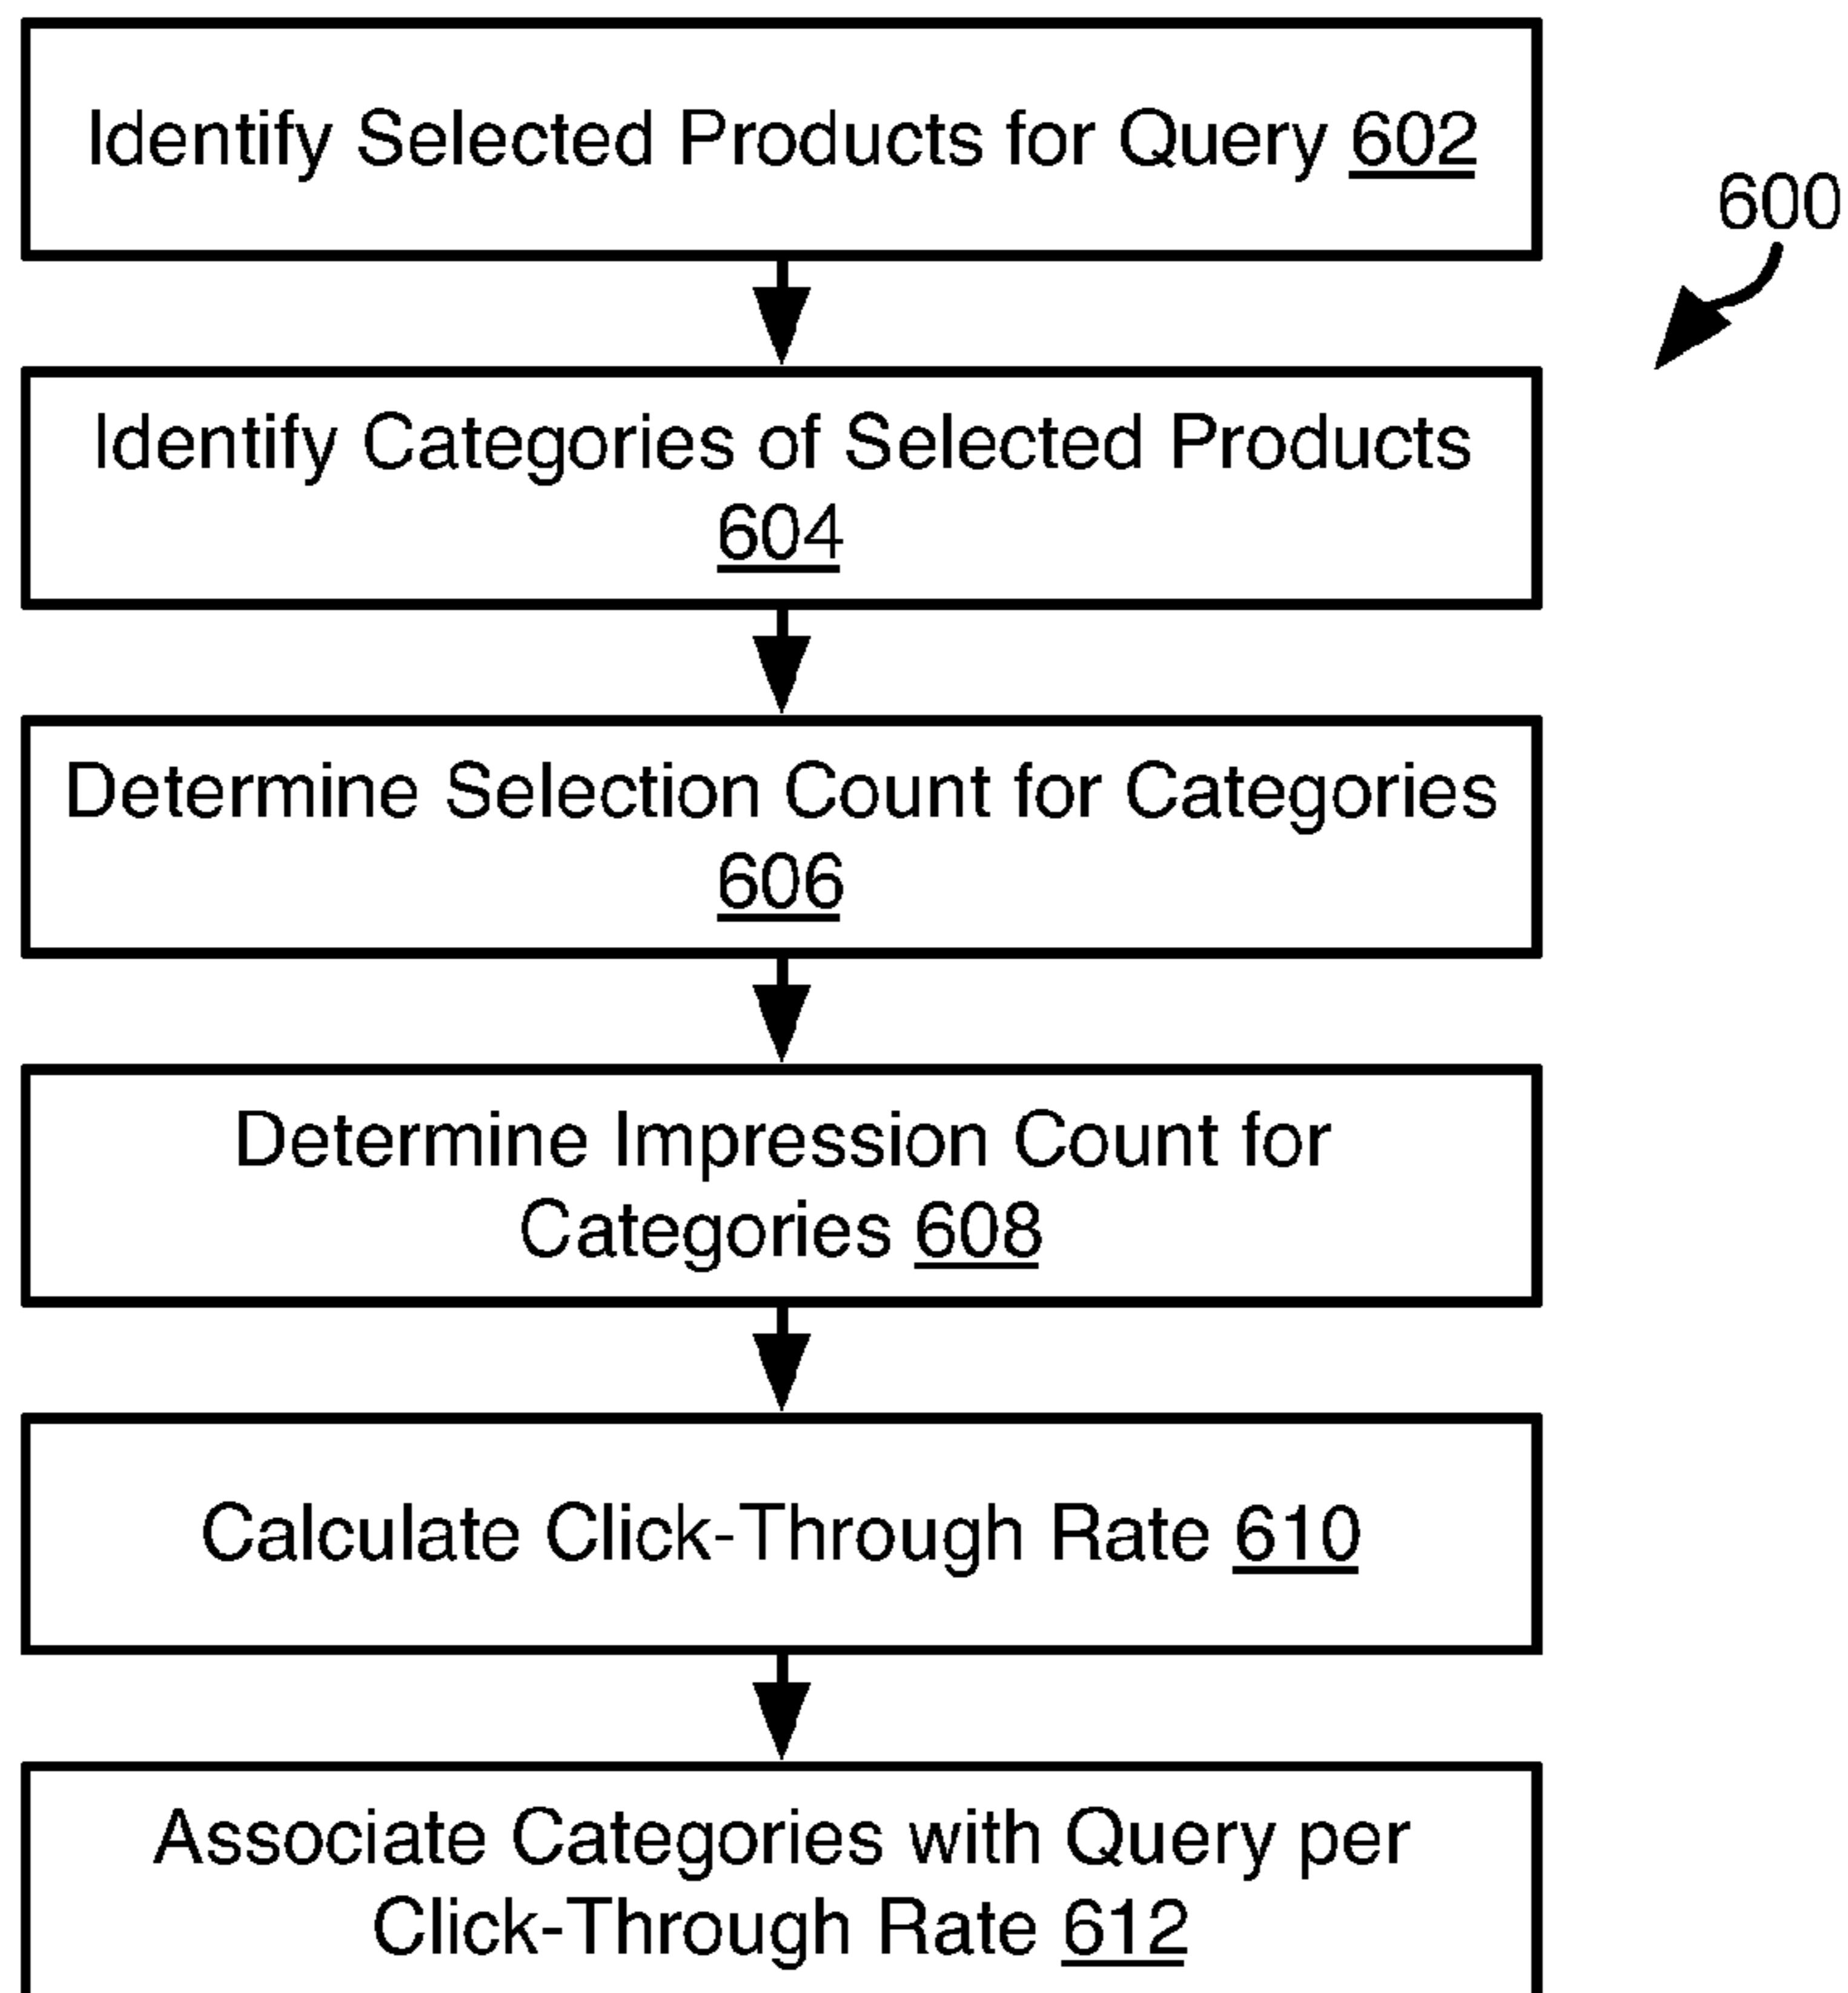 Identify Selected Products for Query 602
600
Identify Categories of Selected Products
604
Determine Selection Count for Categories
606
Determine Impression Count for
Categories 608
Calculate Click-Through Rate 610
Associate Categories with Query per
Click-Through Rate 612